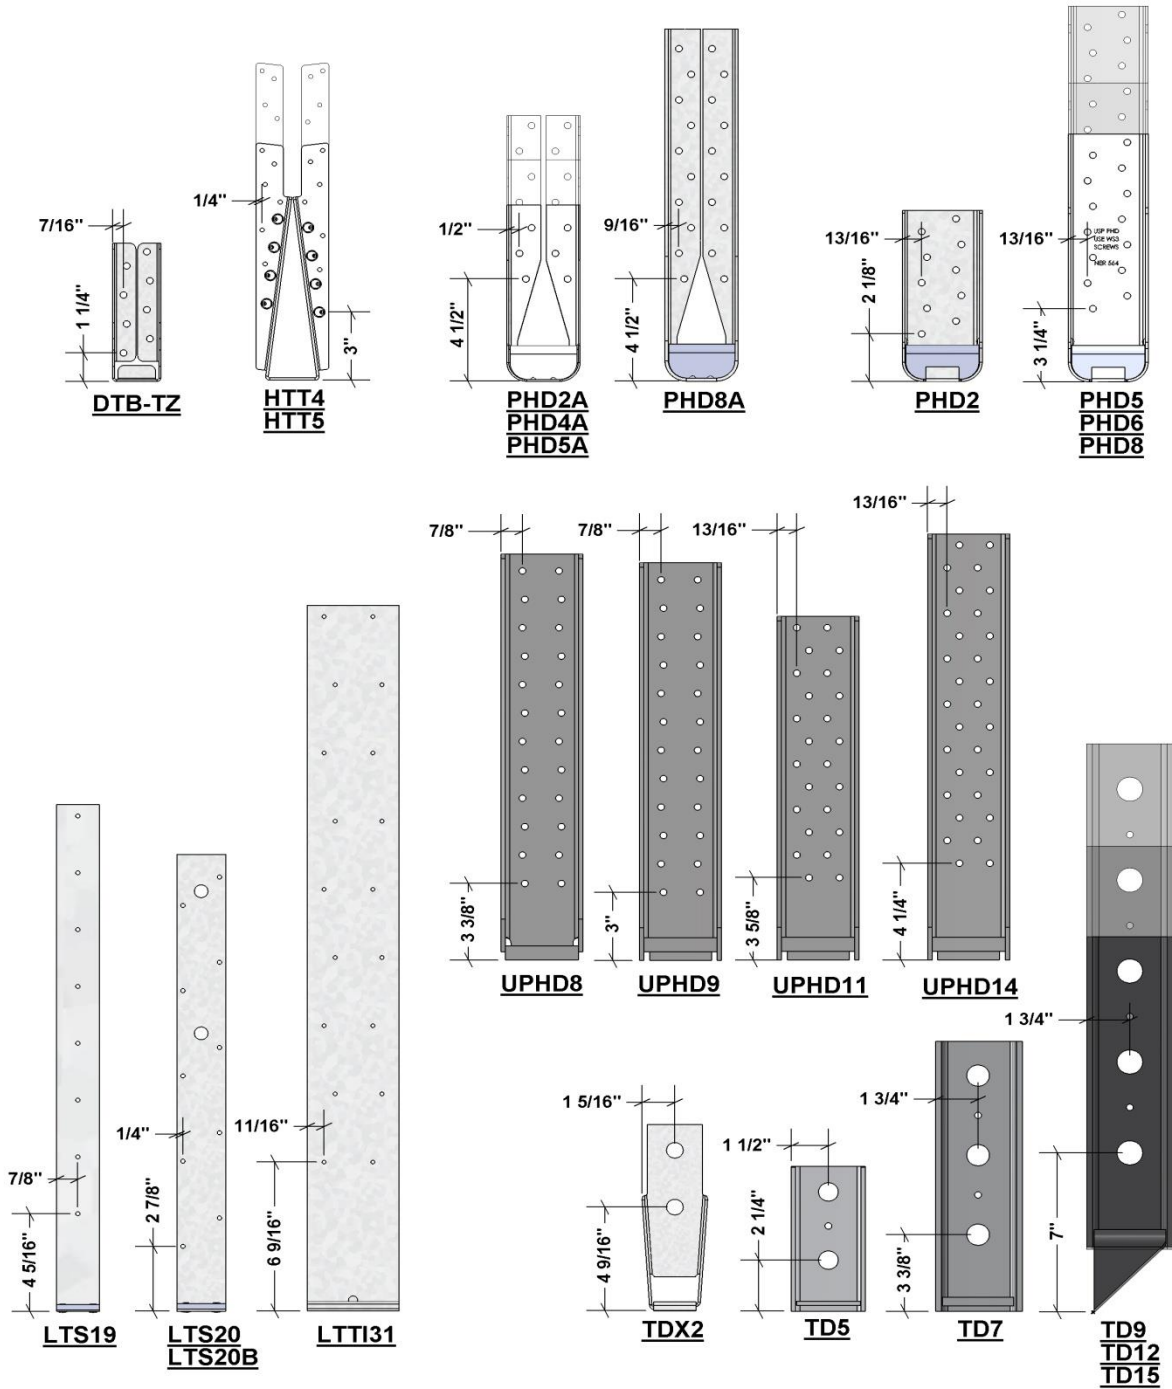 7/16"
1 1/4"
DTB-TZ
1/4"
3"
HTT4
HTT5
1/2"
4 1/2"
PHD2A
PHD4A
PHD5A
9/16"
4 1/2"
PHD8A
13/16"
2 1/8"
PHD2
13/16"
USP PHD
USE WS3
SCREWS
NER 564
3 1/4"
PHD5
PHD6
PHD8
7/8"
3 3/8"
UPHD8
7/8"
3"
UPHD9
13/16"
3 5/8"
UPHD11
13/16"
4 1/4"
UPHD14
7/8"
4 5/16"
LTS19
1/4"
2 7/8"
LTS20
LTS20B
11/16"
6 9/16"
LTTI31
1 5/16"
4 9/16"
TDX2
1 1/2"
2 1/4"
TD5
1 3/4"
3 3/8"
TD7
1 3/4"
7"
TD9
TD12
TD15